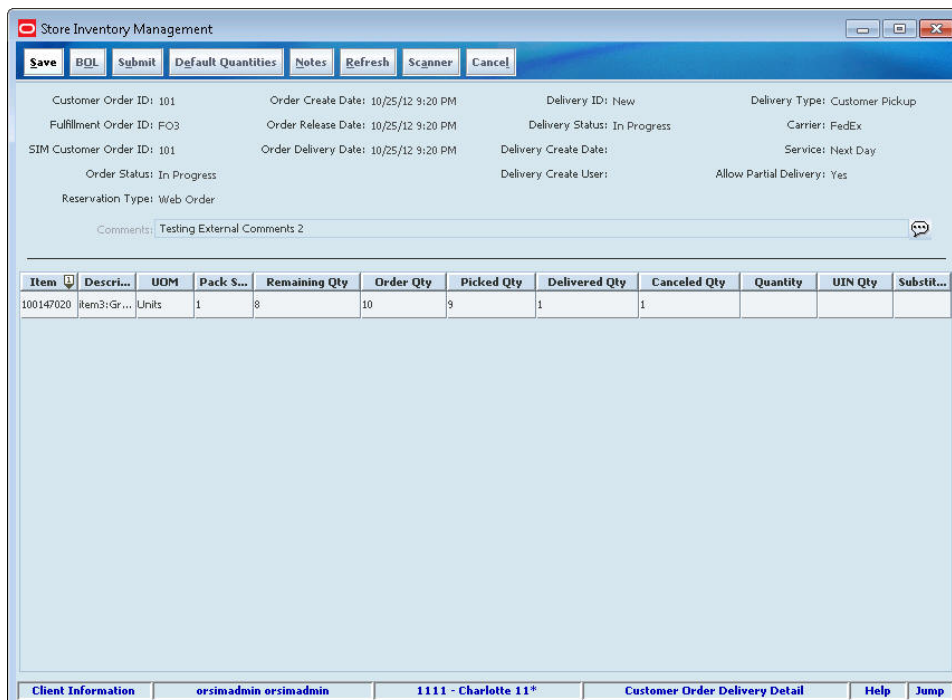 Store Inventory Management
Save BOL Submit Default Quantities Notes Refresh Scanner Cancel
Customer Order ID: 101 Order Create Date: 10/25/12 9:20 PM Delivery ID: New Delivery Type: Customer Pickup
Fulfillment Order ID: FO3 Order Release Date: 10/25/12 9:20 PM Delivery Status: In Progress Carrier: FedEx
SIM Customer Order ID: 101 Order Delivery Date: 10/25/12 9:20 PM Delivery Create Date: Service: Next Day
Order Status: In Progress Delivery Create User: Allow Partial Delivery: Yes
Reservation Type: Web Order
Comments: Testing External Comments 2
Item 1 Descri... UOM Pack S... Remaining Qty Order Qty Picked Qty Delivered Qty Canceled Qty Quantity UIN Qty Substit...
100147020 item3:Gr... Units 1 8 10 9 1 1
Client Information orsimadmin orsimadmin 1111 - Charlotte 11* Customer Order Delivery Detail Help Jump